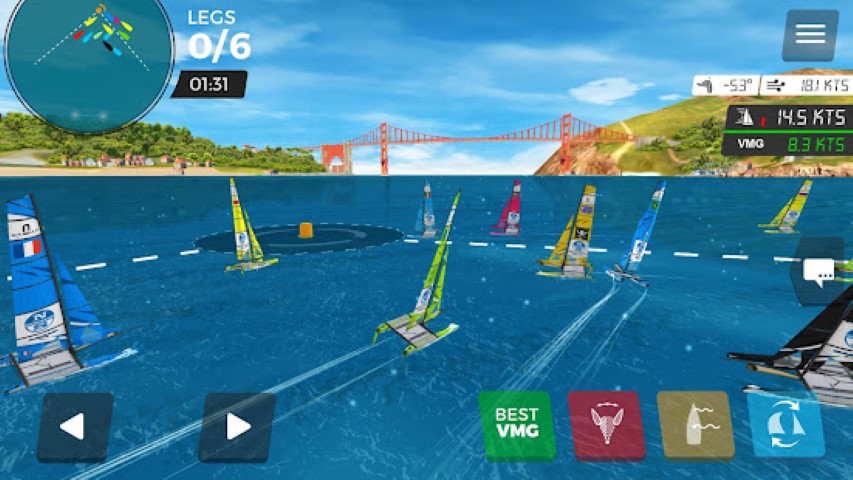 LEGS
0/6
01:31
-53°
18.1 KTS
14.5 KTS
VMG
8.3 KTS
BEST
VMG